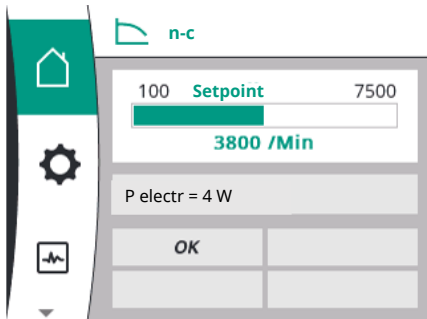 n-c
100 Setpoint 7500
3800 /Min
P electr = 4 W
OK